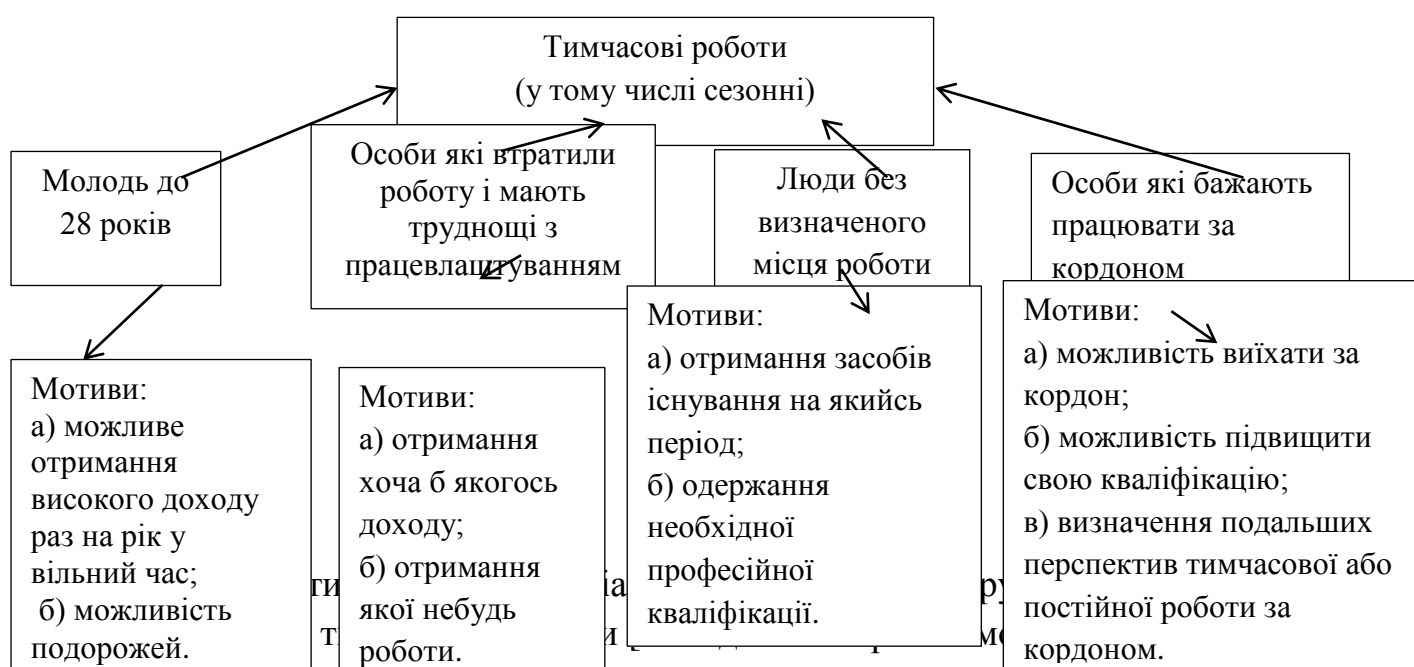 Тимчасові роботи
(у тому числі сезонні)
Молодь до
28 років
Особи які втратили
роботу і мають
труднощі з
працевлаштуванням
Люди без
визначеного
місця роботи
Особи які бажають
працювати за
кордоном
Мотиви:
а) можливе
отримання
високого доходу
раз на рік у
вільний час;
б) можливість
подорожей.
Мотиви:
а) отримання
хоча б якогось
доходу;
б) отримання
якої небудь
роботи.
Мотиви:
а) отримання засобів
існування на якийсь
період;
б) одержання
необхідної
професійної
кваліфікації.
Мотиви:
а) можливість виїхати за
кордон;
б) можливість підвищити
свою кваліфікацію;
в) визначення подальших
перспектив тимчасової або
постійної роботи за
кордоном.